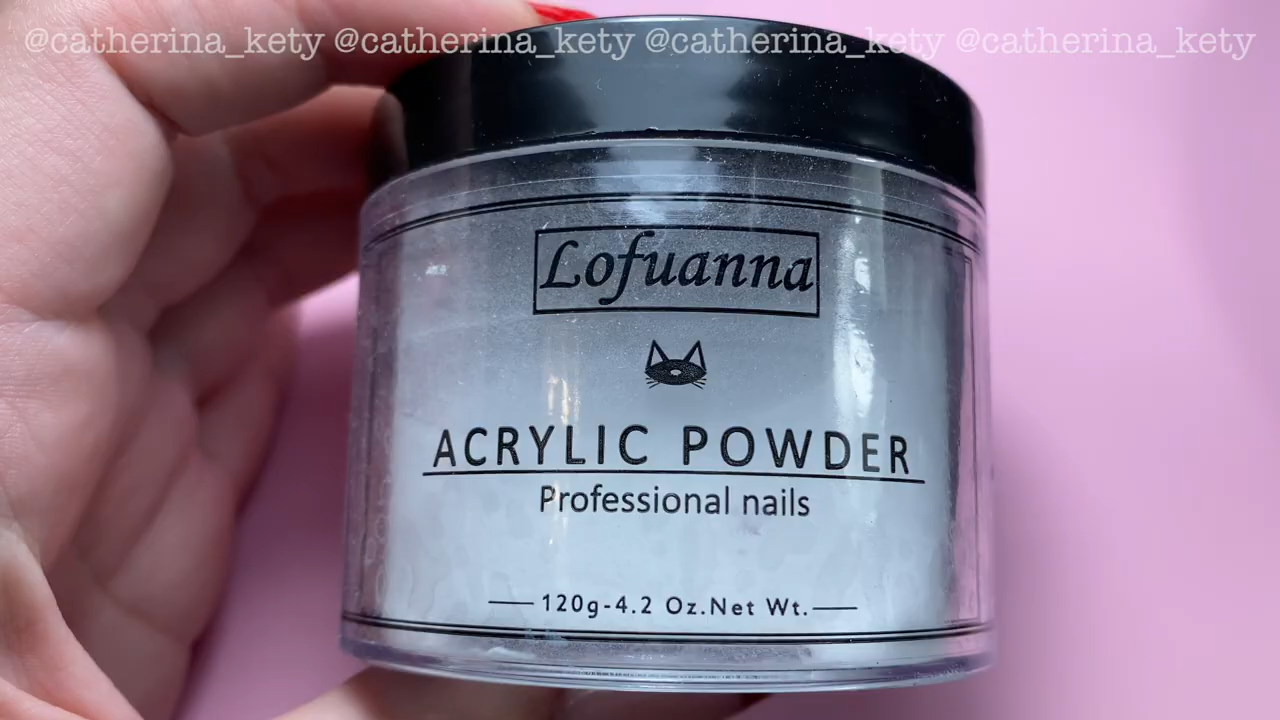 @catherina_kety @catherina_kety @catherina_kety @catherina_kety
Lofuanna
ACRYLIC POWDER
Professional nails
120g-4.2 Oz.Net Wt.